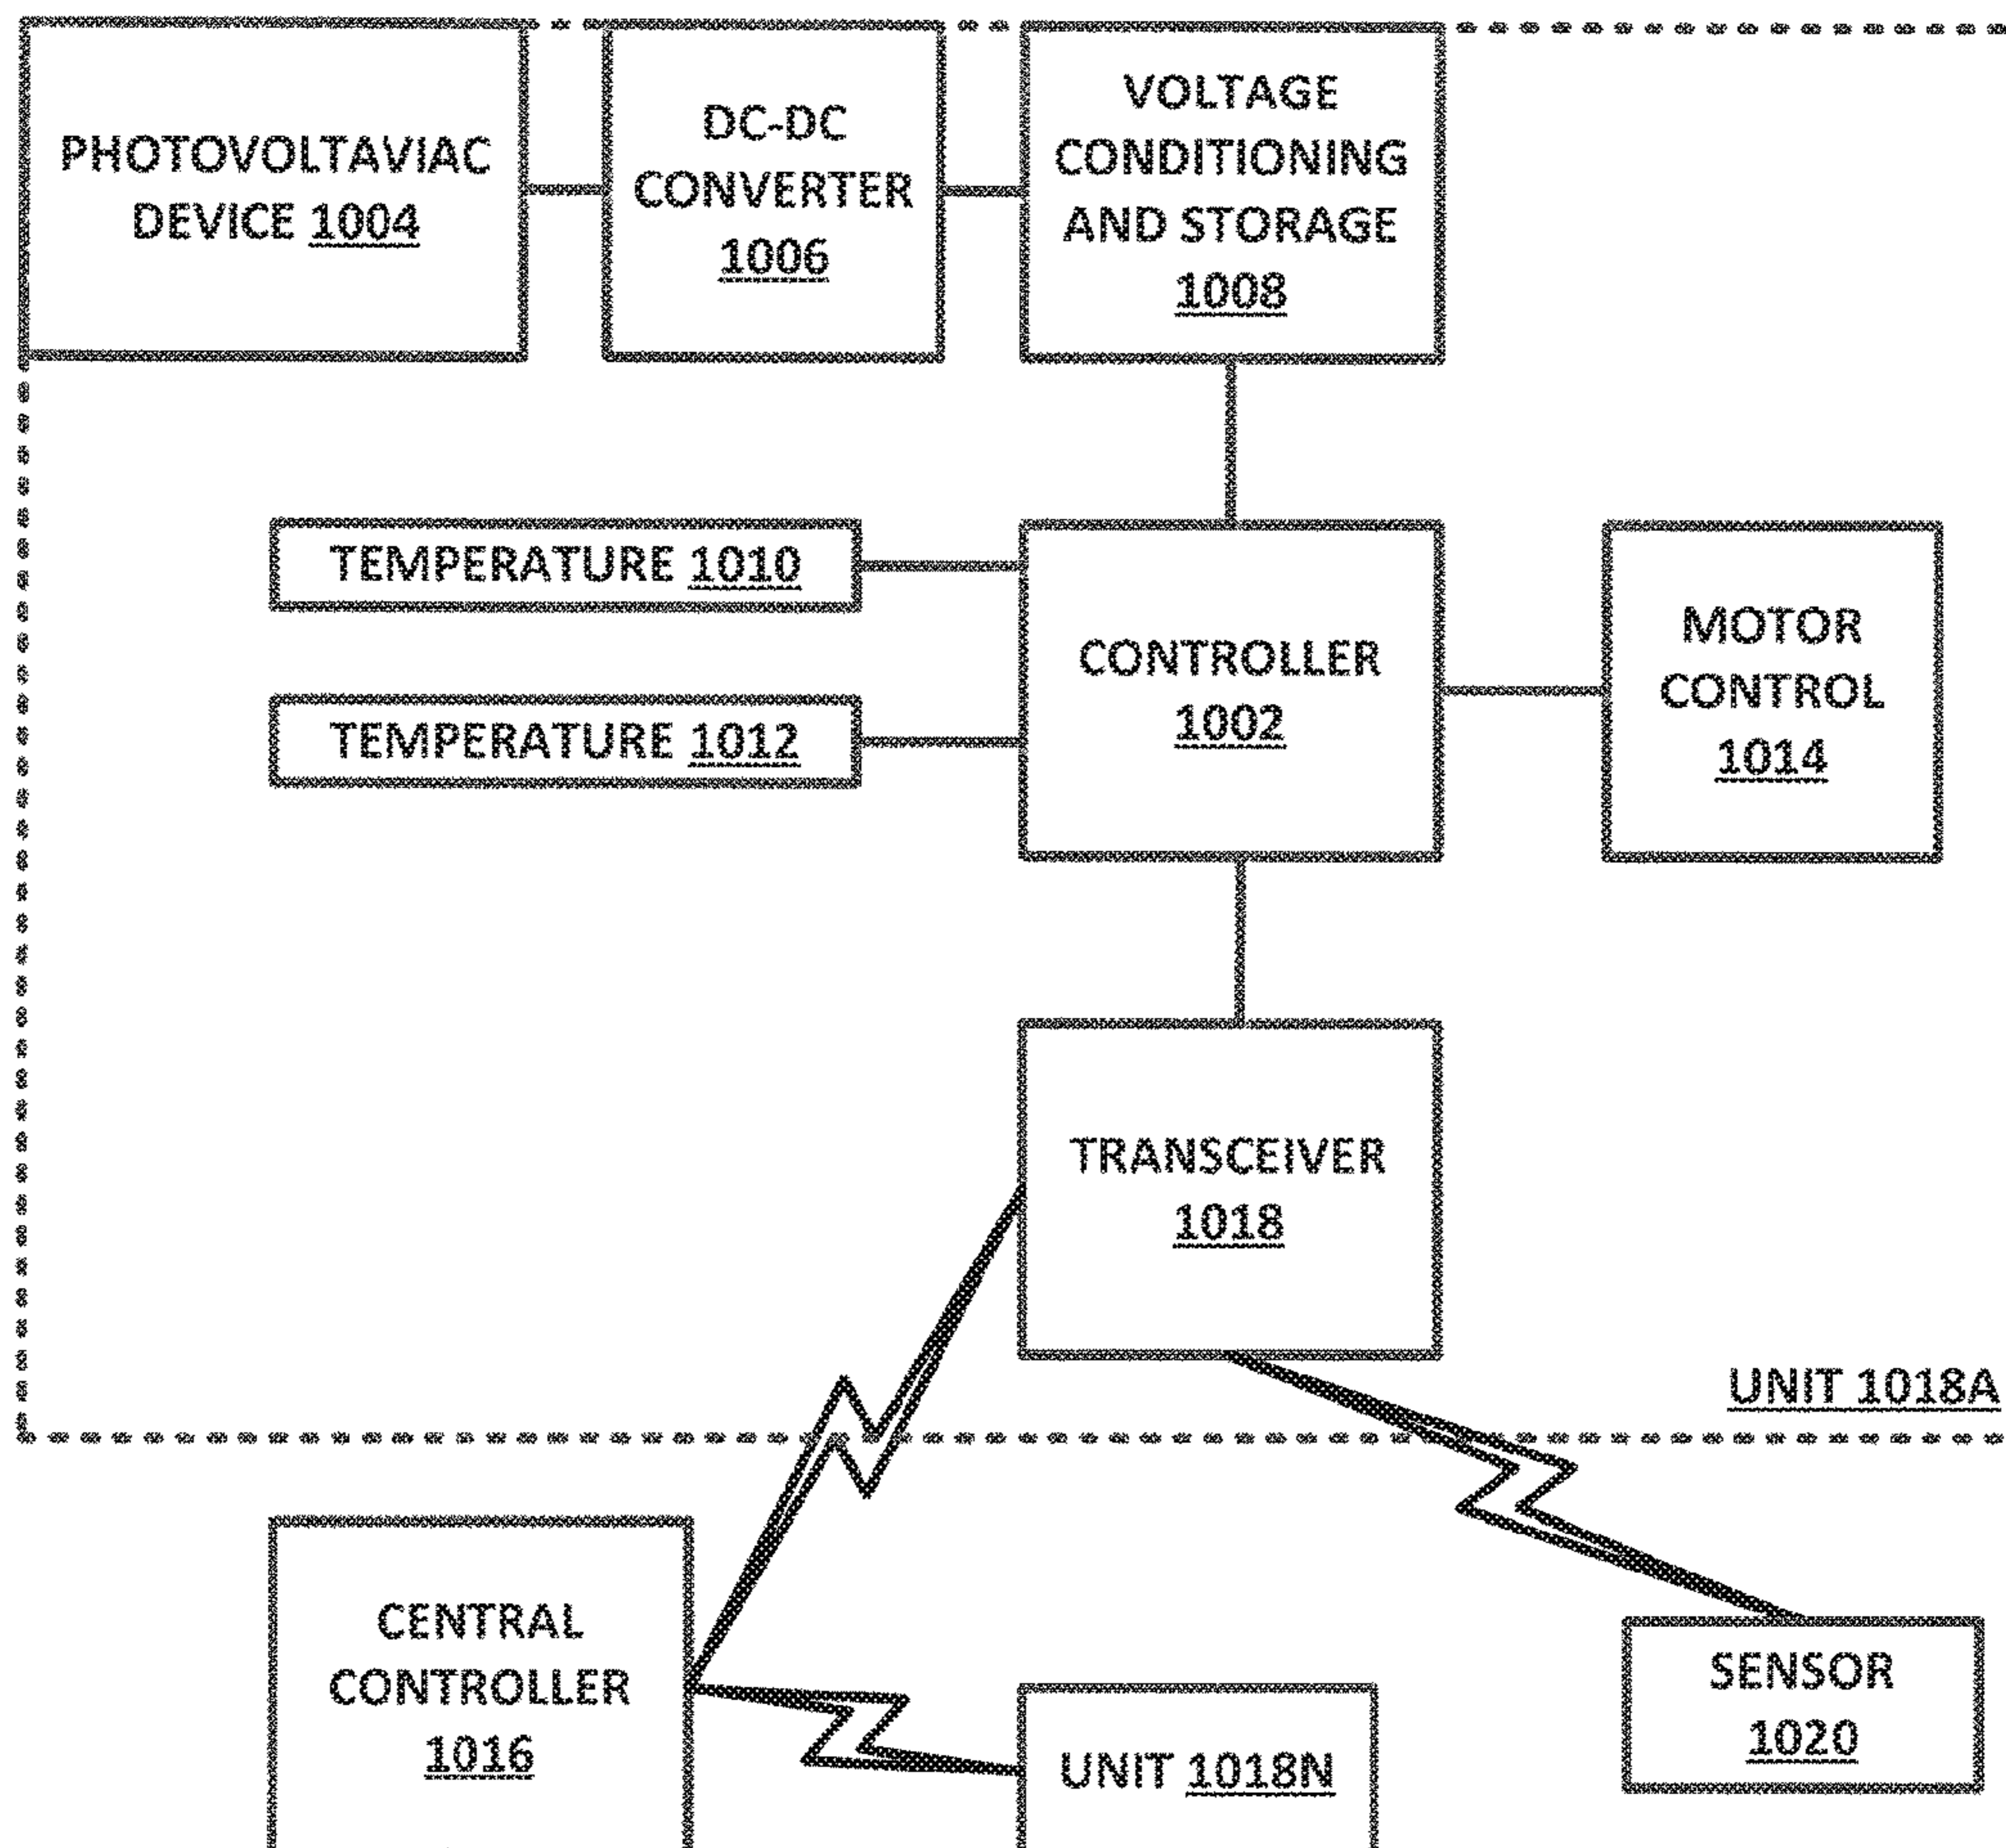 PHOTOVOLTAVIAC
DEVICE 1004
DC-DC
CONVERTER
1006
VOLTAGE
CONDITIONING
AND STORAGE
1008
TEMPERATURE 1010
TEMPERATURE 1012
CONTROLLER
1002
MOTOR
CONTROL
1014
TRANSCEIVER
1018
UNIT 1018A
CENTRAL
CONTROLLER
1016
UNIT 1018N
SENSOR
1020